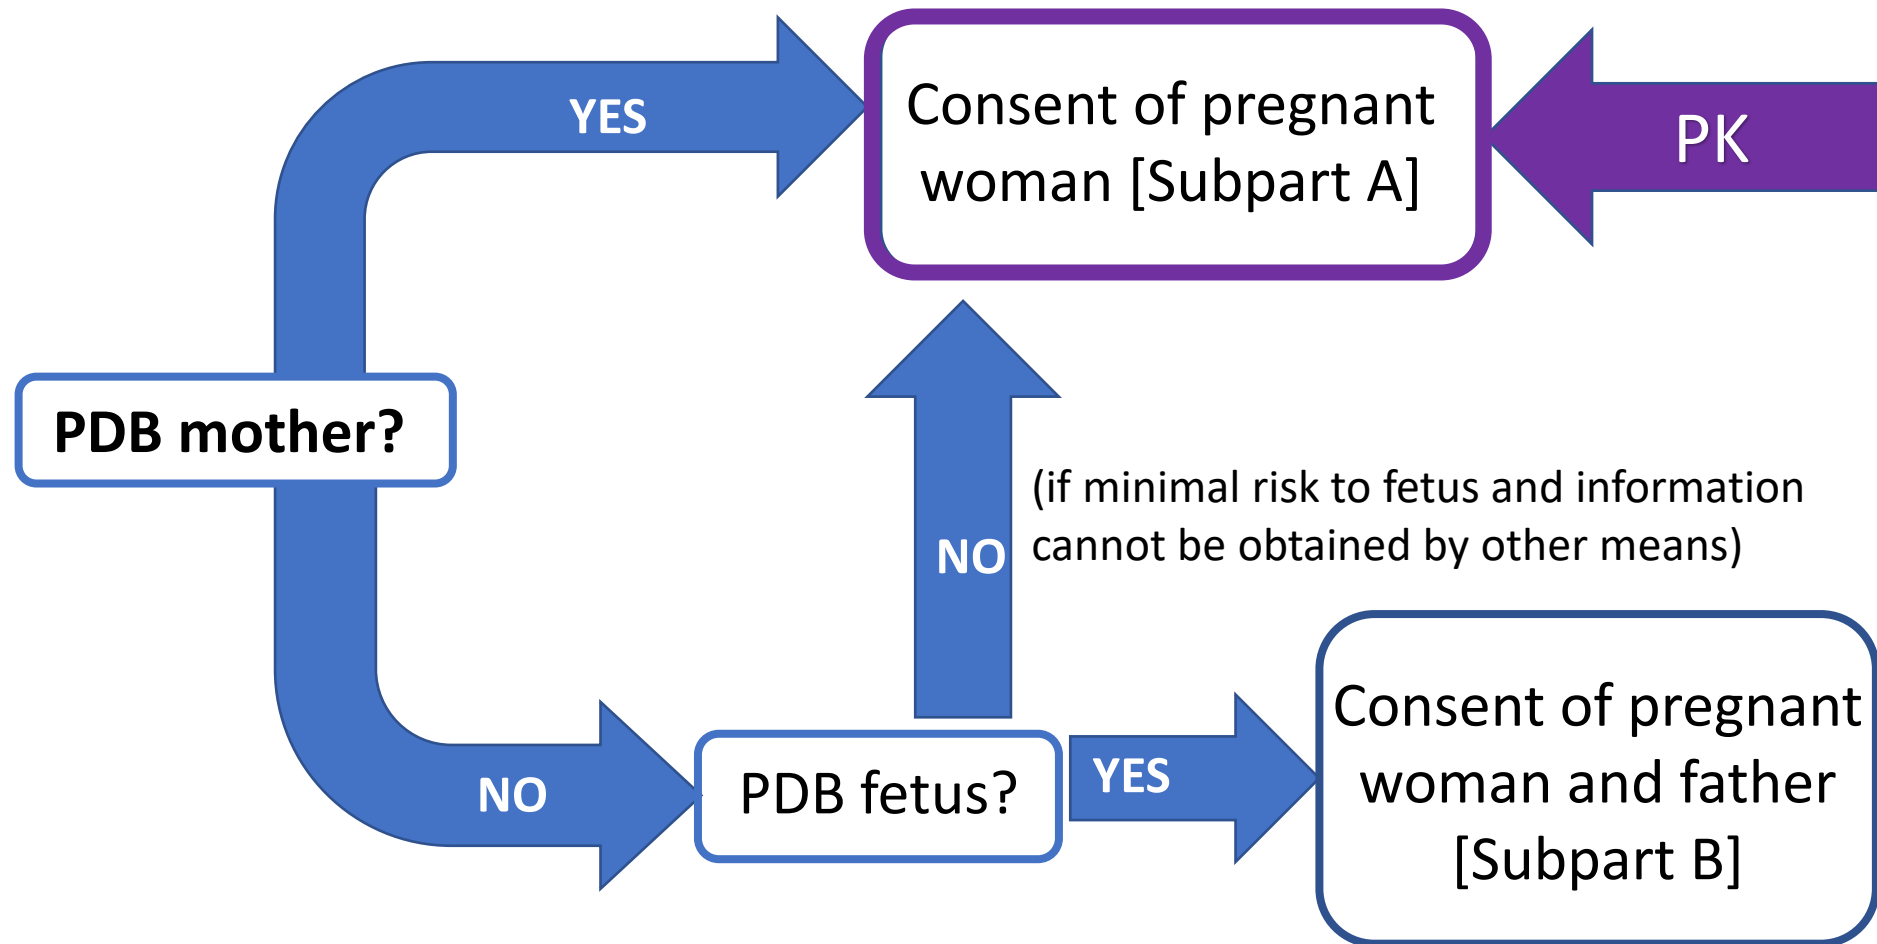 YES
Consent of pregnant
woman [Subpart A]
PK
PDB mother?
(if minimal risk to fetus and information
cannot be obtained by other means)
NO
NO
PDB fetus?
YES
Consent of pregnant
woman and father
[Subpart B]